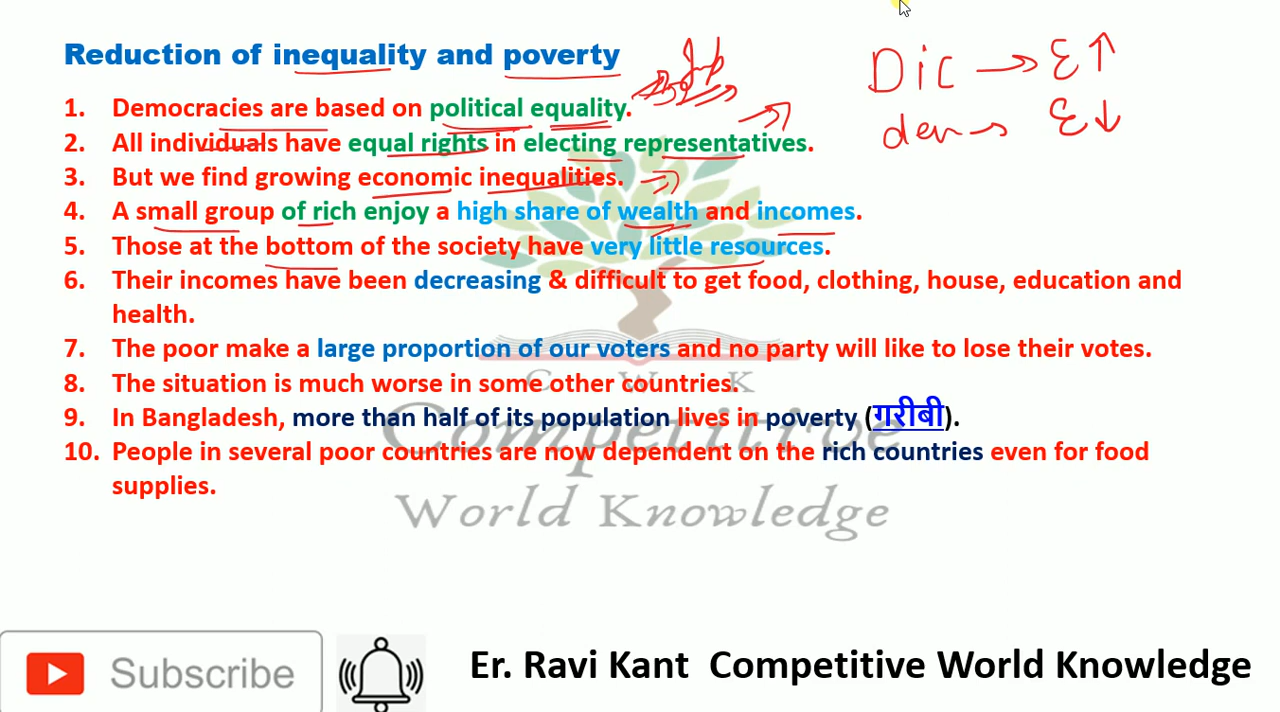 Reduction of inequality and poverty
Dic → E ↑
dem → E ↓
1. Democracies are based on political equality.
2. All individuals have equal rights in electing representatives.
3. But we find growing economic inequalities.
4. A small group of rich enjoy a high share of wealth and incomes.
5. Those at the bottom of the society have very little resources.
6. Their incomes have been decreasing & difficult to get food, clothing, house, education and
health.
7. The poor make a large proportion of our voters and no party will like to lose their votes.
8. The situation is much worse in some other countries.
C W K
9. In Bangladesh, more than half of its population lives in poverty (गरीबी).
Competitive
10. People in several poor countries are now dependent on the rich countries even for food
supplies.
World Knowledge
Subscribe
Er. Ravi Kant Competitive World Knowledge